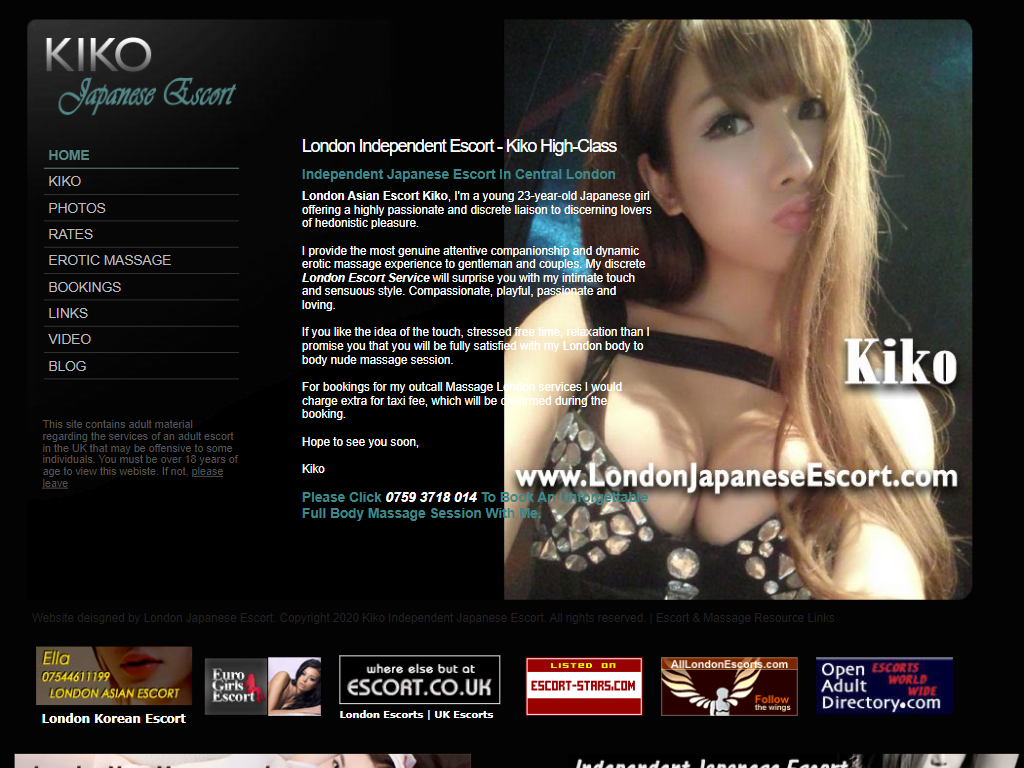 KIKO
Japanese Escort
HOME
KIKO
PHOTOS
RATES
EROTIC MASSAGE
BOOKINGS
LINKS
VIDEO
BLOG
This site contains adult material
regarding the services of an adult escort
in the UK that may be offensive to some
individuals. You must be over 18 years of
age to view this webiste. If not, please
leave
London Independent Escort - Kiko High-Class
Independent Japanese Escort In Central London
London Asian Escort Kiko, I'm a young 23-year-old Japanese girl
offering a highly passionate and discrete liaison to discerning lovers
of hedonistic pleasure.
I provide the most genuine attentive companionship and dynamic
erotic massage experience to gentleman and couples. My discrete
London Escort Service will surprise you with my intimate touch
and sensuous style. Compassionate, playful, passionate and
loving.
If you like the idea of the touch, stressed free time, relaxation than I
promise you that you will be fully satisfied with my London body to
body nude massage session.
For bookings for my outcall Massage London services I would
charge extra for taxi fee, which will be confirmed during the
booking.
Hope to see you soon,
Kiko
Please Click 0759 3718 014 To Book An Unforgettable
Full Body Massage Session With Me.
Kiko
www.LondonJapaneseEscort.com
Website deisgned by London Japanese Escort. Copyright 2020 Kiko Independent Japanese Escort. All rights reserved. | Escort & Massage Resource Links
Ella
07544611199
LONDON ASIAN ESCORT
London Korean Escort
Euro
Girls
Escort
where else but at
ESCORT.CO.UK
London Escorts | UK Escorts
LISTED ON
ESCORT-STARS.COM
AllLondonEscorts.com
Follow
the wings
Open ESCORTS
Adult WORLD
Directory.com WIDE
Independent Japanese Escort